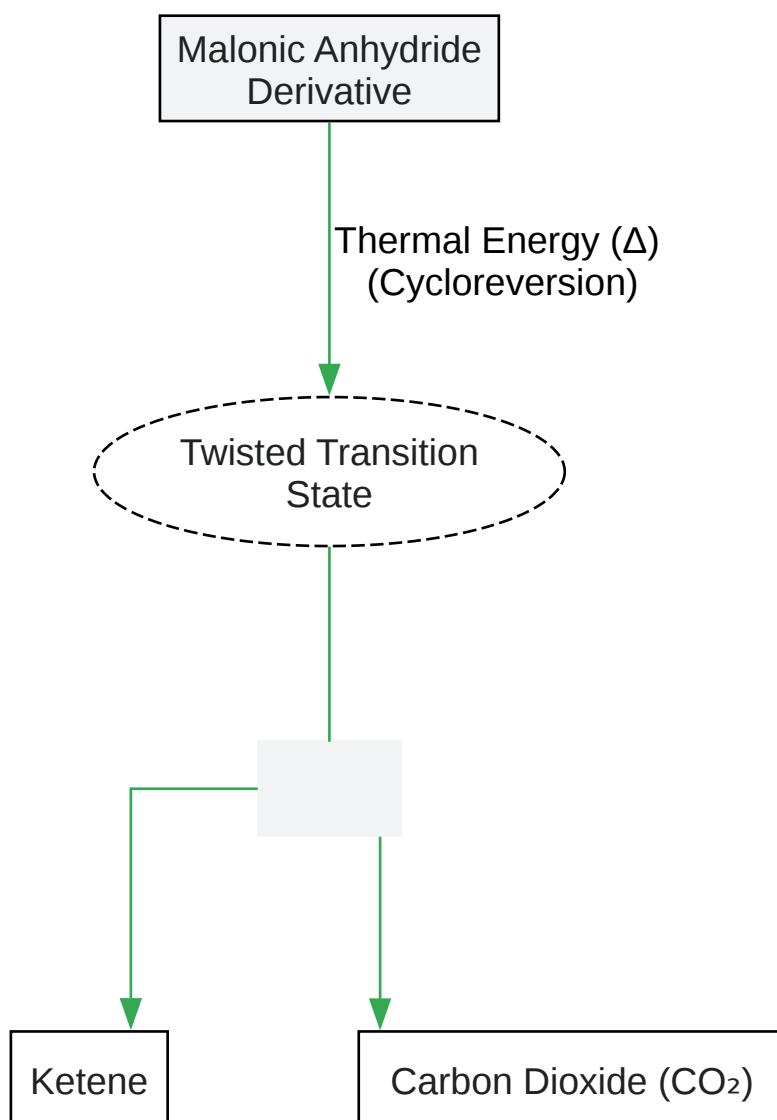 Malonic Anhydride
Derivative
Thermal Energy (Δ)
(Cycloreversion)
Twisted Transition
State
Ketene
Carbon Dioxide (CO₂)